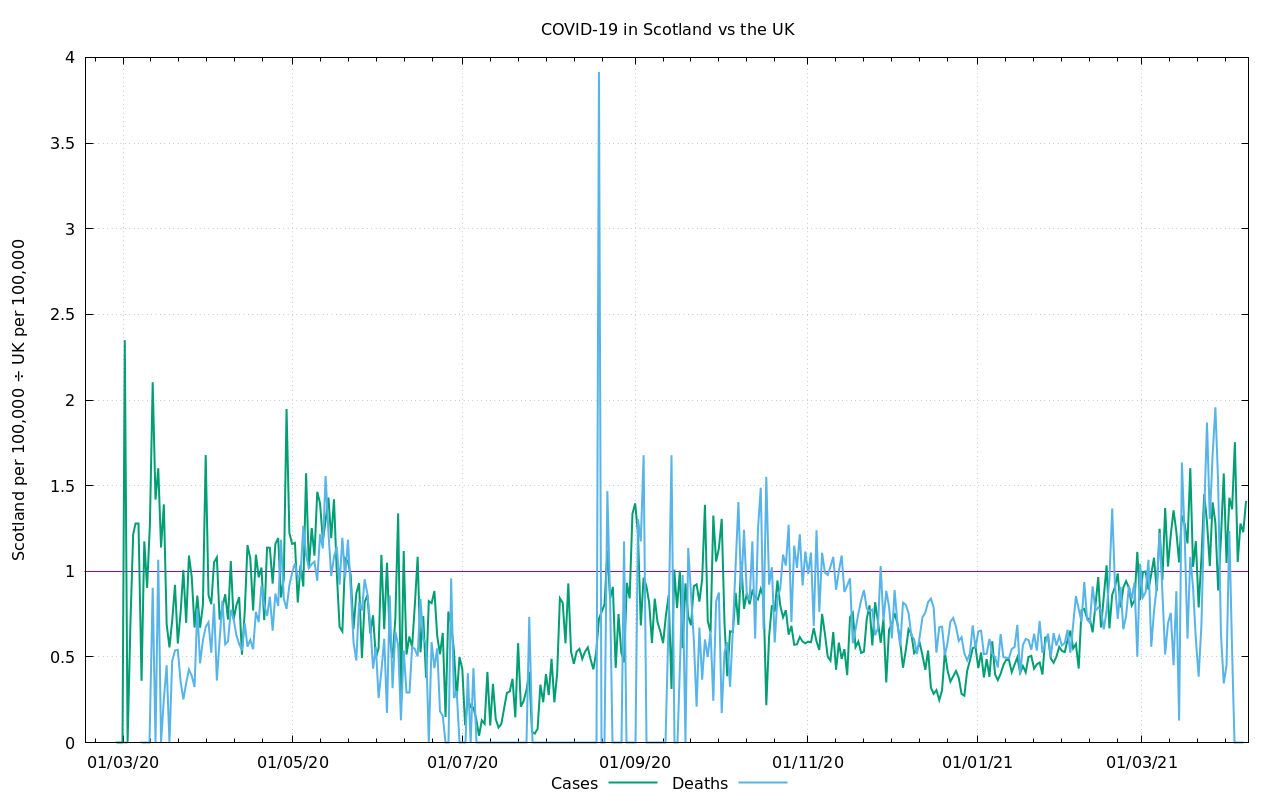 COVID-19 in Scotland vs the UK
Scotland per 100,000 ÷ UK per 100,000
4
3.5
3
2.5
2
1.5
1
0.5
0
01/03/20 01/05/20 01/07/20 01/09/20 01/11/20 01/01/21 01/03/21
Cases Deaths